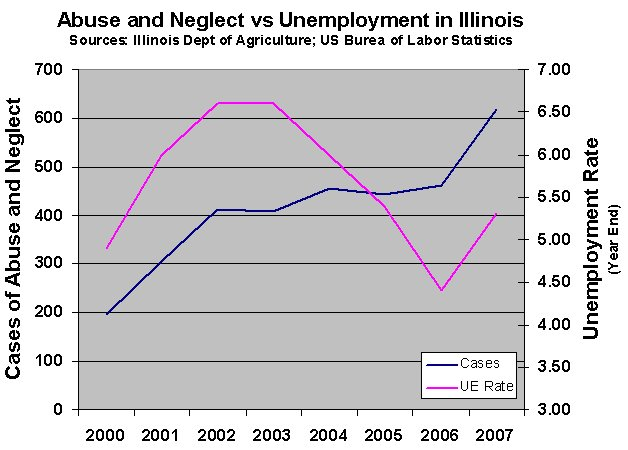 Abuse and Neglect vs Unemployment in Illinois
Sources: Illinois Dept of Agriculture; US Burea of Labor Statistics
Cases of Abuse and Neglect
700
600
500
400
300
200
100
0
7.00
6.50
6.00
5.50
5.00
4.50
4.00
3.50
3.00
Unemployment Rate
(Year End)
Cases
UE Rate
2000 2001 2002 2003 2004 2005 2006 2007